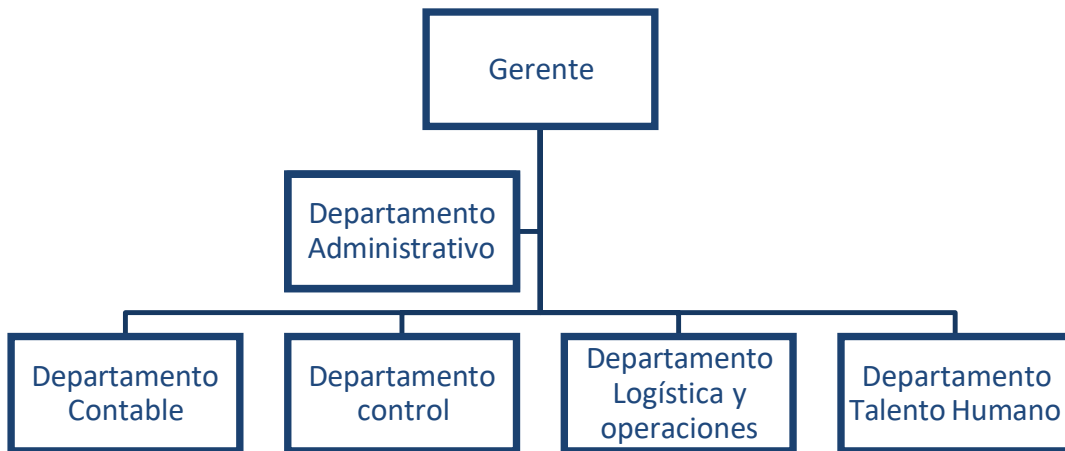 Gerente
Departamento
Administrativo
Departamento
Contable
Departamento
control
Departamento
Logística y
operaciones
Departamento
Talento Humano